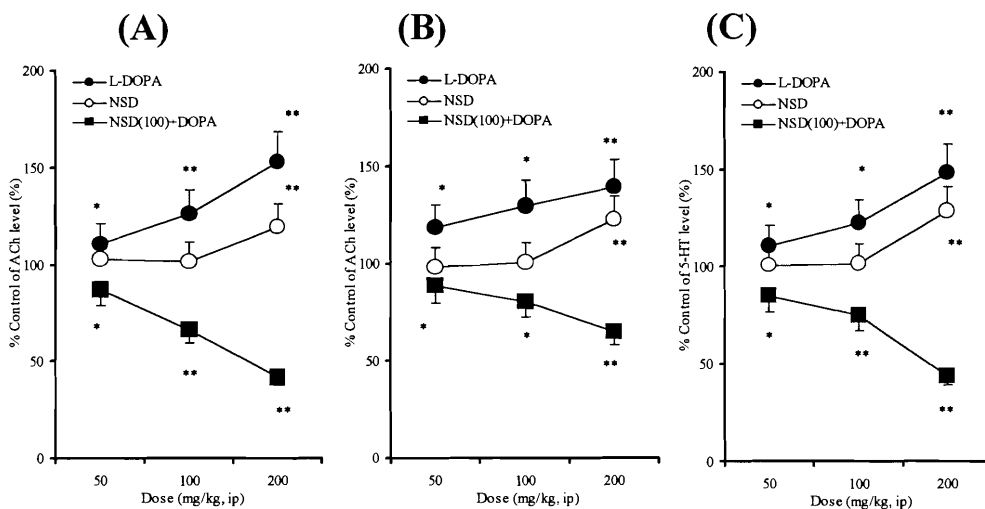 (A)
(B)
(C)
% Control of ACh level (%)
200
150
100
50
0
L-DOPA
NSD
NSD(100)+DOPA
*
**
**
**
*
**
**
50
100
200
Dose (mg/kg, ip)
% Control of ACh level (%)
200
150
100
50
0
L-DOPA
NSD
NSD(100)+DOPA
*
*
**
**
*
*
**
50
100
200
Dose (mg/kg, ip)
% Control of 5-HT level (%)
200
150
100
50
0
L-DOPA
NSD
NSD(100)+DOPA
*
*
**
**
*
**
**
50
100
200
Dose (mg/kg, ip)